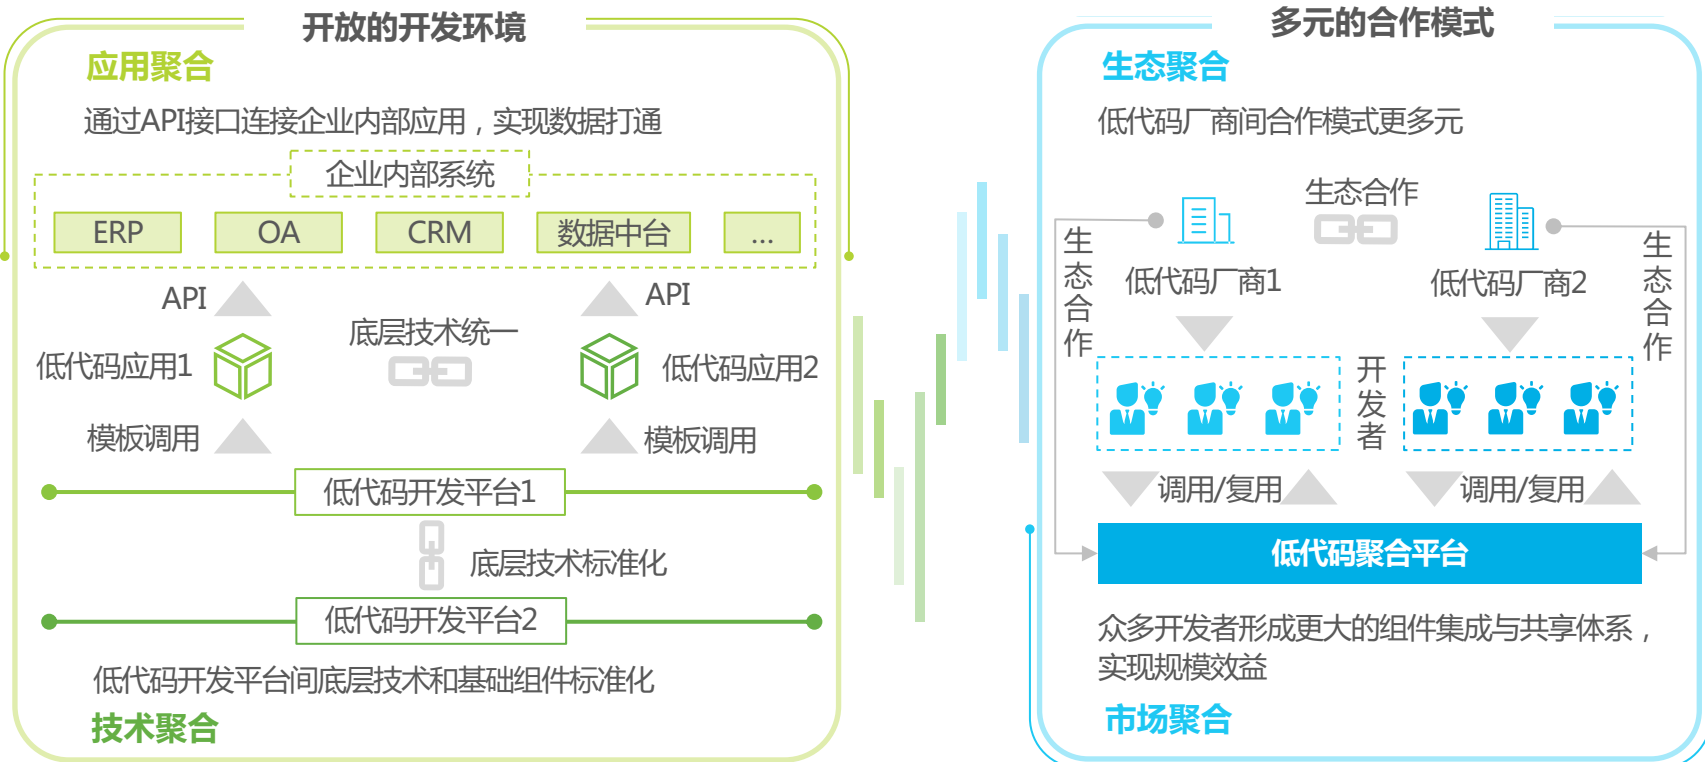 开放的开发环境
应用聚合
通过API接口连接企业内部应用，实现数据打通
企业内部系统
ERP
OA
CRM
数据中台
...
API
API
底层技术统一
低代码应用1
低代码应用2
模板调用
模板调用
低代码开发平台1
底层技术标准化
低代码开发平台2
低代码开发平台间底层技术和基础组件标准化
技术聚合
多元的合作模式
生态聚合
低代码厂商间合作模式更多元
生态合作
生态合作
生态合作
低代码厂商1
低代码厂商2
开发者
调用/复用
调用/复用
低代码聚合平台
众多开发者形成更大的组件集成与共享体系，
实现规模效益
市场聚合